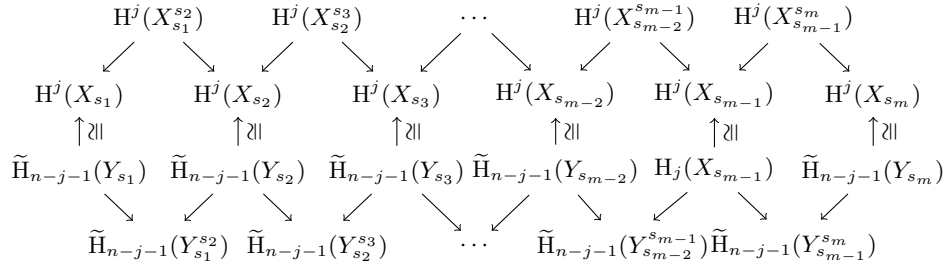 H^j(X_{s_1}^{s_2}) H^j(X_{s_2}^{s_3}) ⋯ H^j(X_{s_{m-2}}^{s_{m-1}}) H^j(X_{s_{m-1}}^{s_m})
H^j(X_{s_1}) H^j(X_{s_2}) H^j(X_{s_3}) H^j(X_{s_{m-2}}) H^j(X_{s_{m-1}}) H^j(X_{s_m})
≅ ≅ ≅ ≅ ≅ ≅
H̃_{n-j-1}(Y_{s_1}) H̃_{n-j-1}(Y_{s_2}) H̃_{n-j-1}(Y_{s_3}) H̃_{n-j-1}(Y_{s_{m-2}}) H_j(X_{s_{m-1}}) H̃_{n-j-1}(Y_{s_m})
H̃_{n-j-1}(Y_{s_1}^{s_2}) H̃_{n-j-1}(Y_{s_2}^{s_3}) ⋯ H̃_{n-j-1}(Y_{s_{m-2}}^{s_{m-1}}) H̃_{n-j-1}(Y_{s_{m-1}}^{s_m})